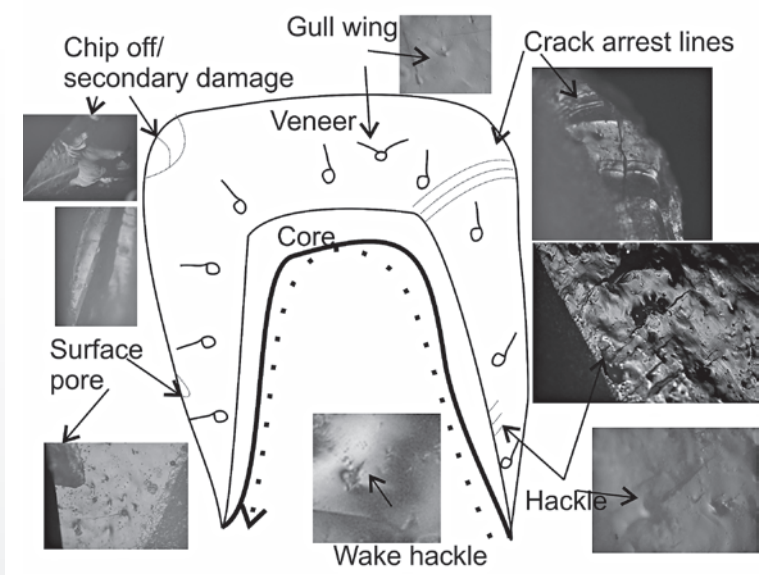 Gull wing
Chip off/
secondary damage
Crack arrest lines
Veneer
Core
Surface
pore
Hackle
Wake hackle